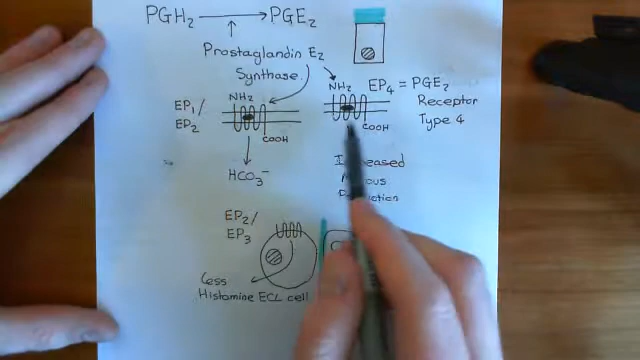 PGH₂ → PGE₂
Prostaglandin E₂
Synthase.
NH₂
EP₄ = PGE₂
Receptor
Type 4
COOH
EP₁/
EP₂
NH₂
COOH
HCO₃⁻
Increased
EP₂/
EP₃
Less
Histamine ECL cell